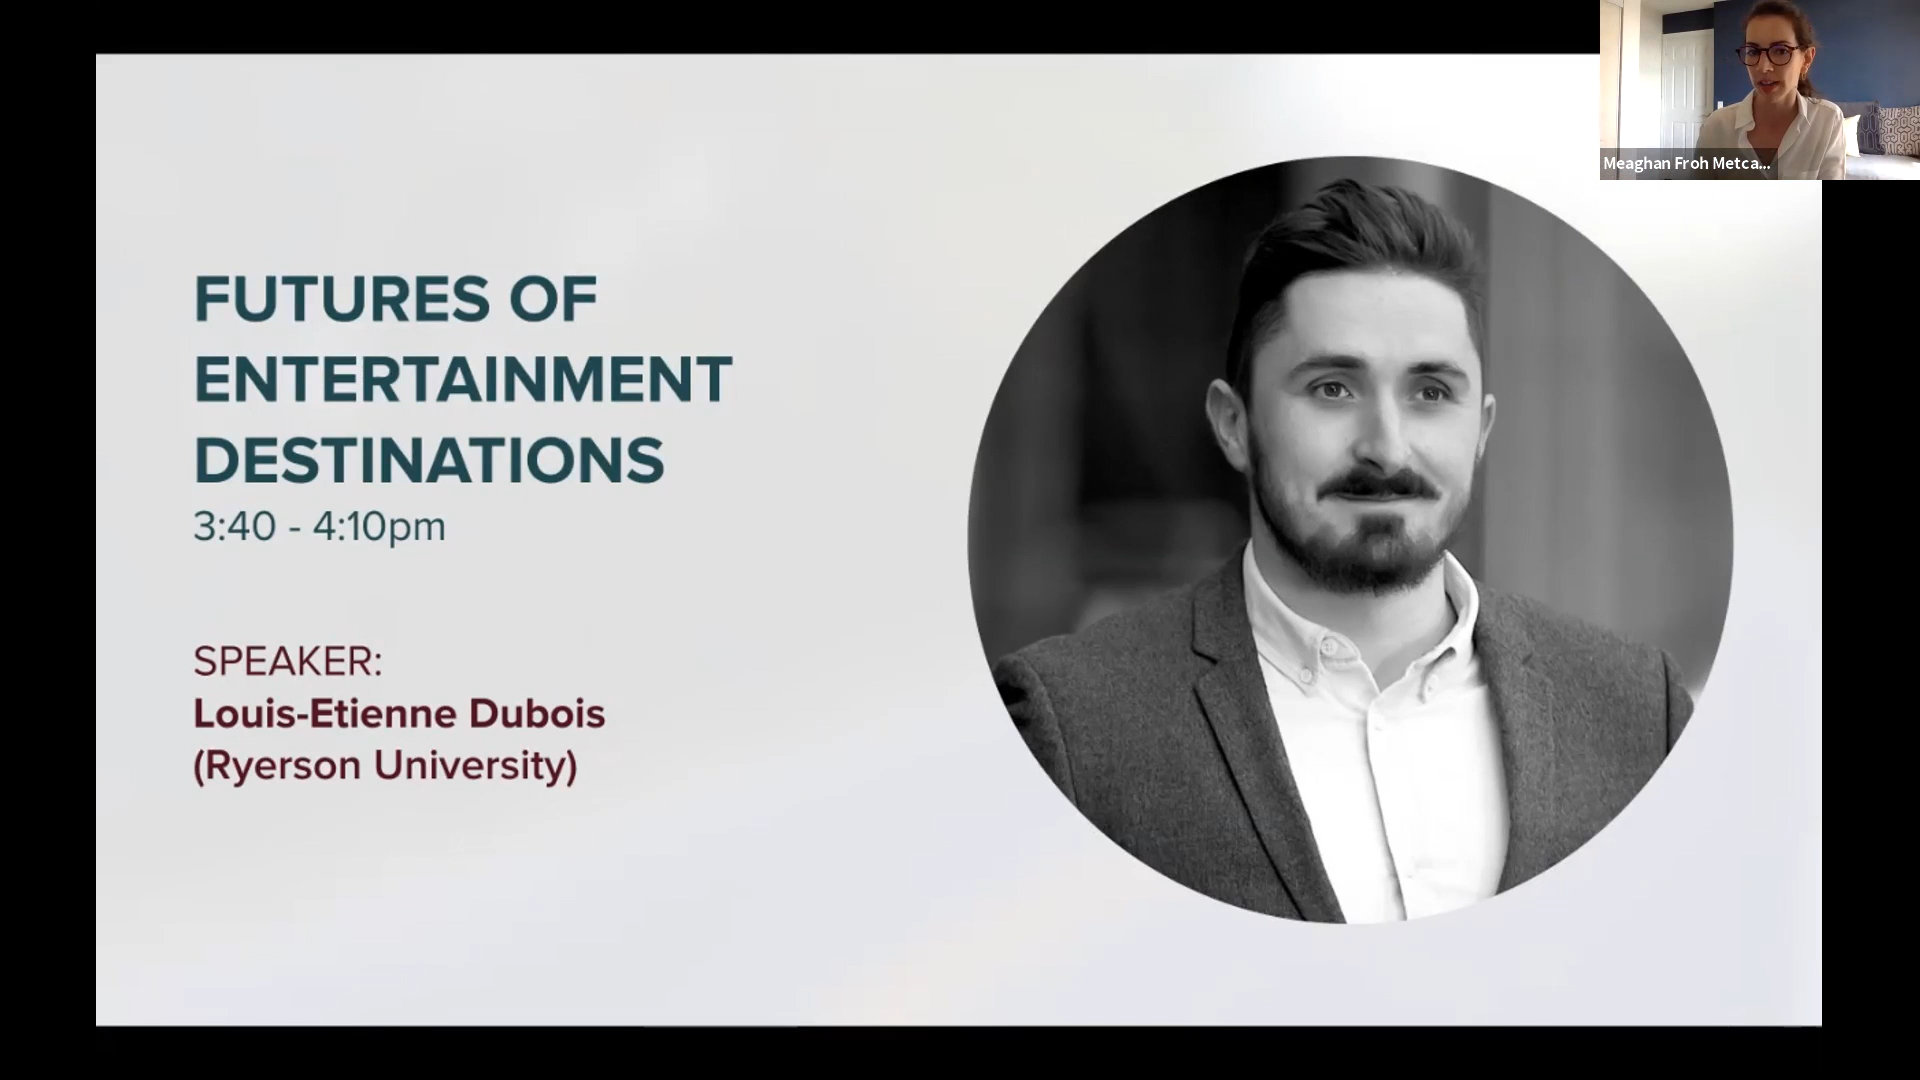 FUTURES OF
ENTERTAINMENT
DESTINATIONS
3:40 - 4:10pm
SPEAKER:
Louis-Etienne Dubois
(Ryerson University)
Meaghan Froh Metca...